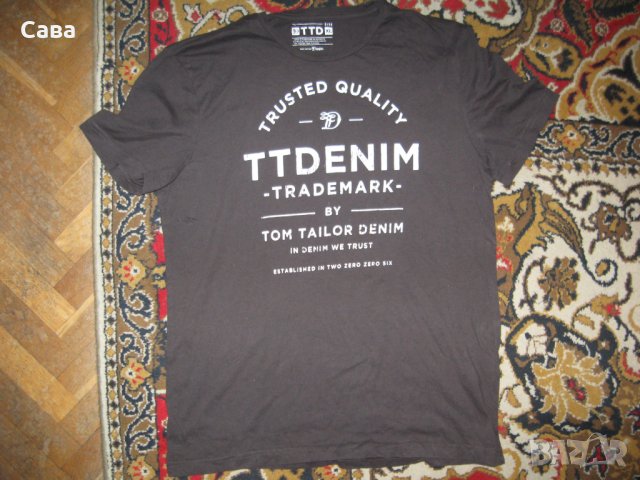 Сава
TTD
TRUSTED QUALITY
TTDENIM
-TRADEMARK-
BY
TOM TAILOR DENIM
IN DENIM WE TRUST
ESTABLISHED IN TWO ZERO ZERO SIX
BAZAR